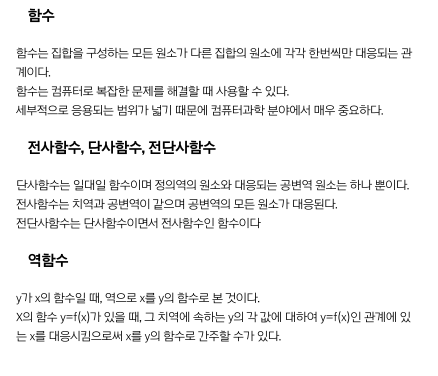 함수
함수는 집합을 구성하는 모든 원소가 다른 집합의 원소에 각각 한번씩만 대응되는 관
계이다.
함수는 컴퓨터로 복잡한 문제를 해결할 때 사용할 수 있다.
세부적으로 응용되는 범위가 넓기 때문에 컴퓨터과학 분야에서 매우 중요하다.
전사함수, 단사함수, 전단사함수
단사함수는 일대일 함수이며 정의역의 원소와 대응되는 공변역 원소는 하나 뿐이다.
전사함수는 치역과 공변역이 같으며 공변역의 모든 원소가 대응된다.
전단사함수는 단사함수이면서 전사함수인 함수이다
역함수
y가 x의 함수일 때, 역으로 x를 y의 함수로 본 것이다.
X의 함수 y=f(x)가 있을 때, 그 치역에 속하는 y의 각 값에 대하여 y=f(x)인 관계에 있
는 x를 대응시킴으로써 x를 y의 함수로 간주할 수가 있다.